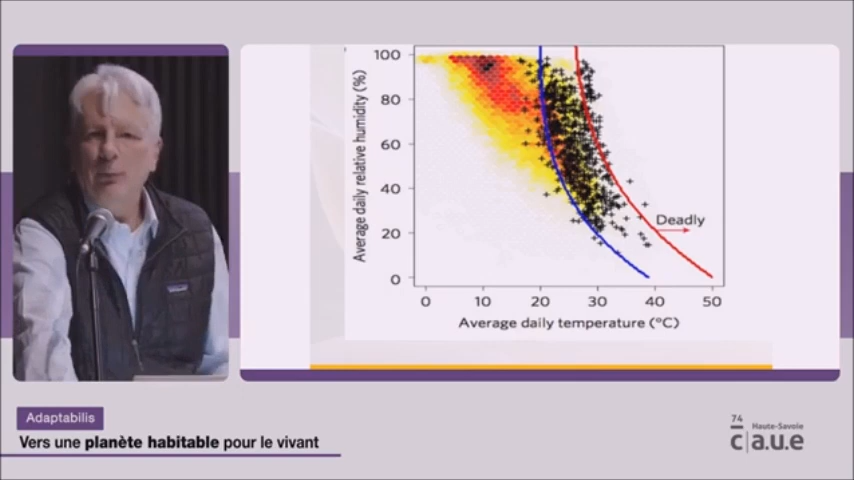 100
80
60
40
20
0
Average daily relative humidity (%)
Deadly
0 10 20 30 40 50
Average daily temperature (°C)
patagonia
Adaptabilis
Vers une planète habitable pour le vivant
74
Haute-Savoie
c|a.u.e